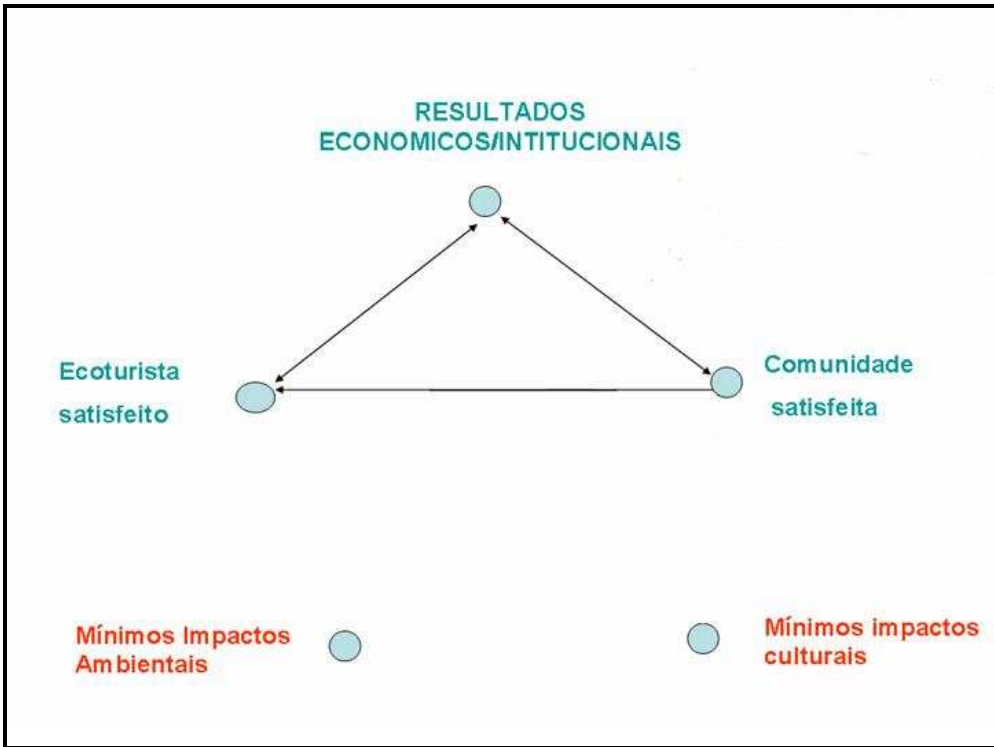 RESULTADOS
ECONOMICOS/INTITUCIONAIS
Ecoturista
satisfeito
Comunidade
satisfeita
Mínimos Impactos
Ambientais
Mínimos impactos
culturais